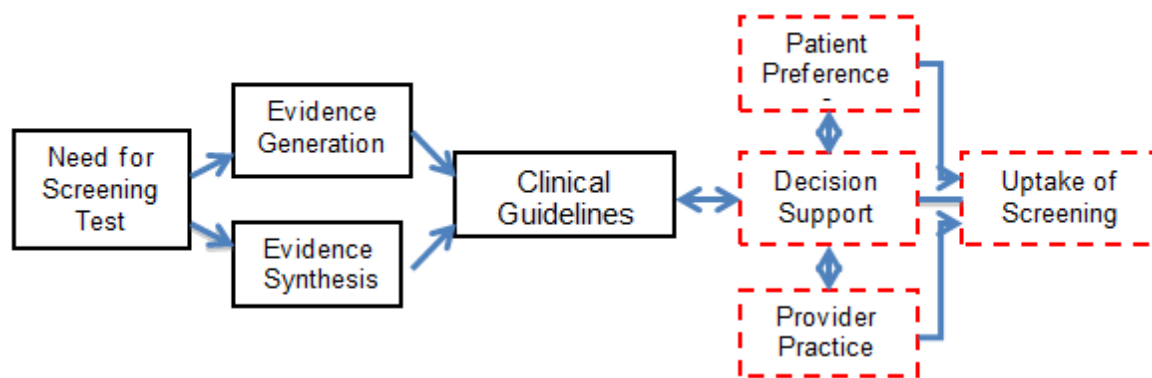 Need for
Screening
Test
Evidence
Generation
Evidence
Synthesis
Clinical
Guidelines
Patient
Preference
-
Decision
Support
Provider
Practice
Uptake of
Screening